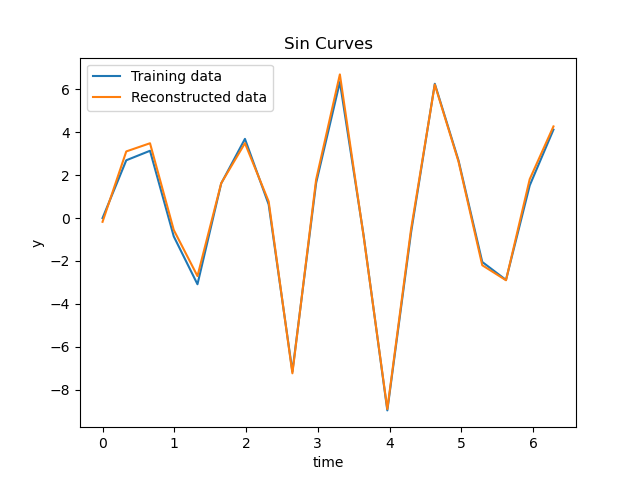 Sin Curves
Training data
Reconstructed data
6
4
2
0
−2
−4
−6
−8
y
0 1 2 3 4 5 6
time